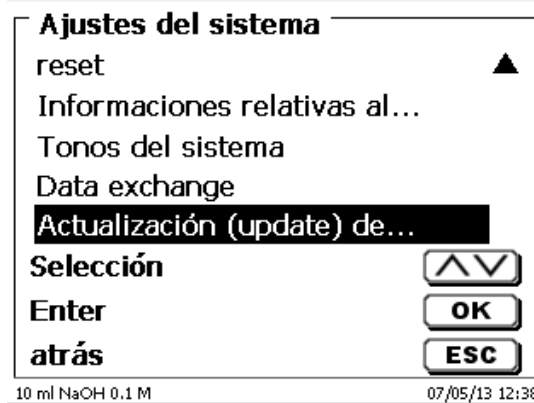 Ajustes del sistema
reset
Informaciones relativas al...
Tonos del sistema
Data exchange
Actualización (update) de...
Selección
Enter OK
atrás ESC
10 ml NaOH 0.1 M 07/05/13 12:38